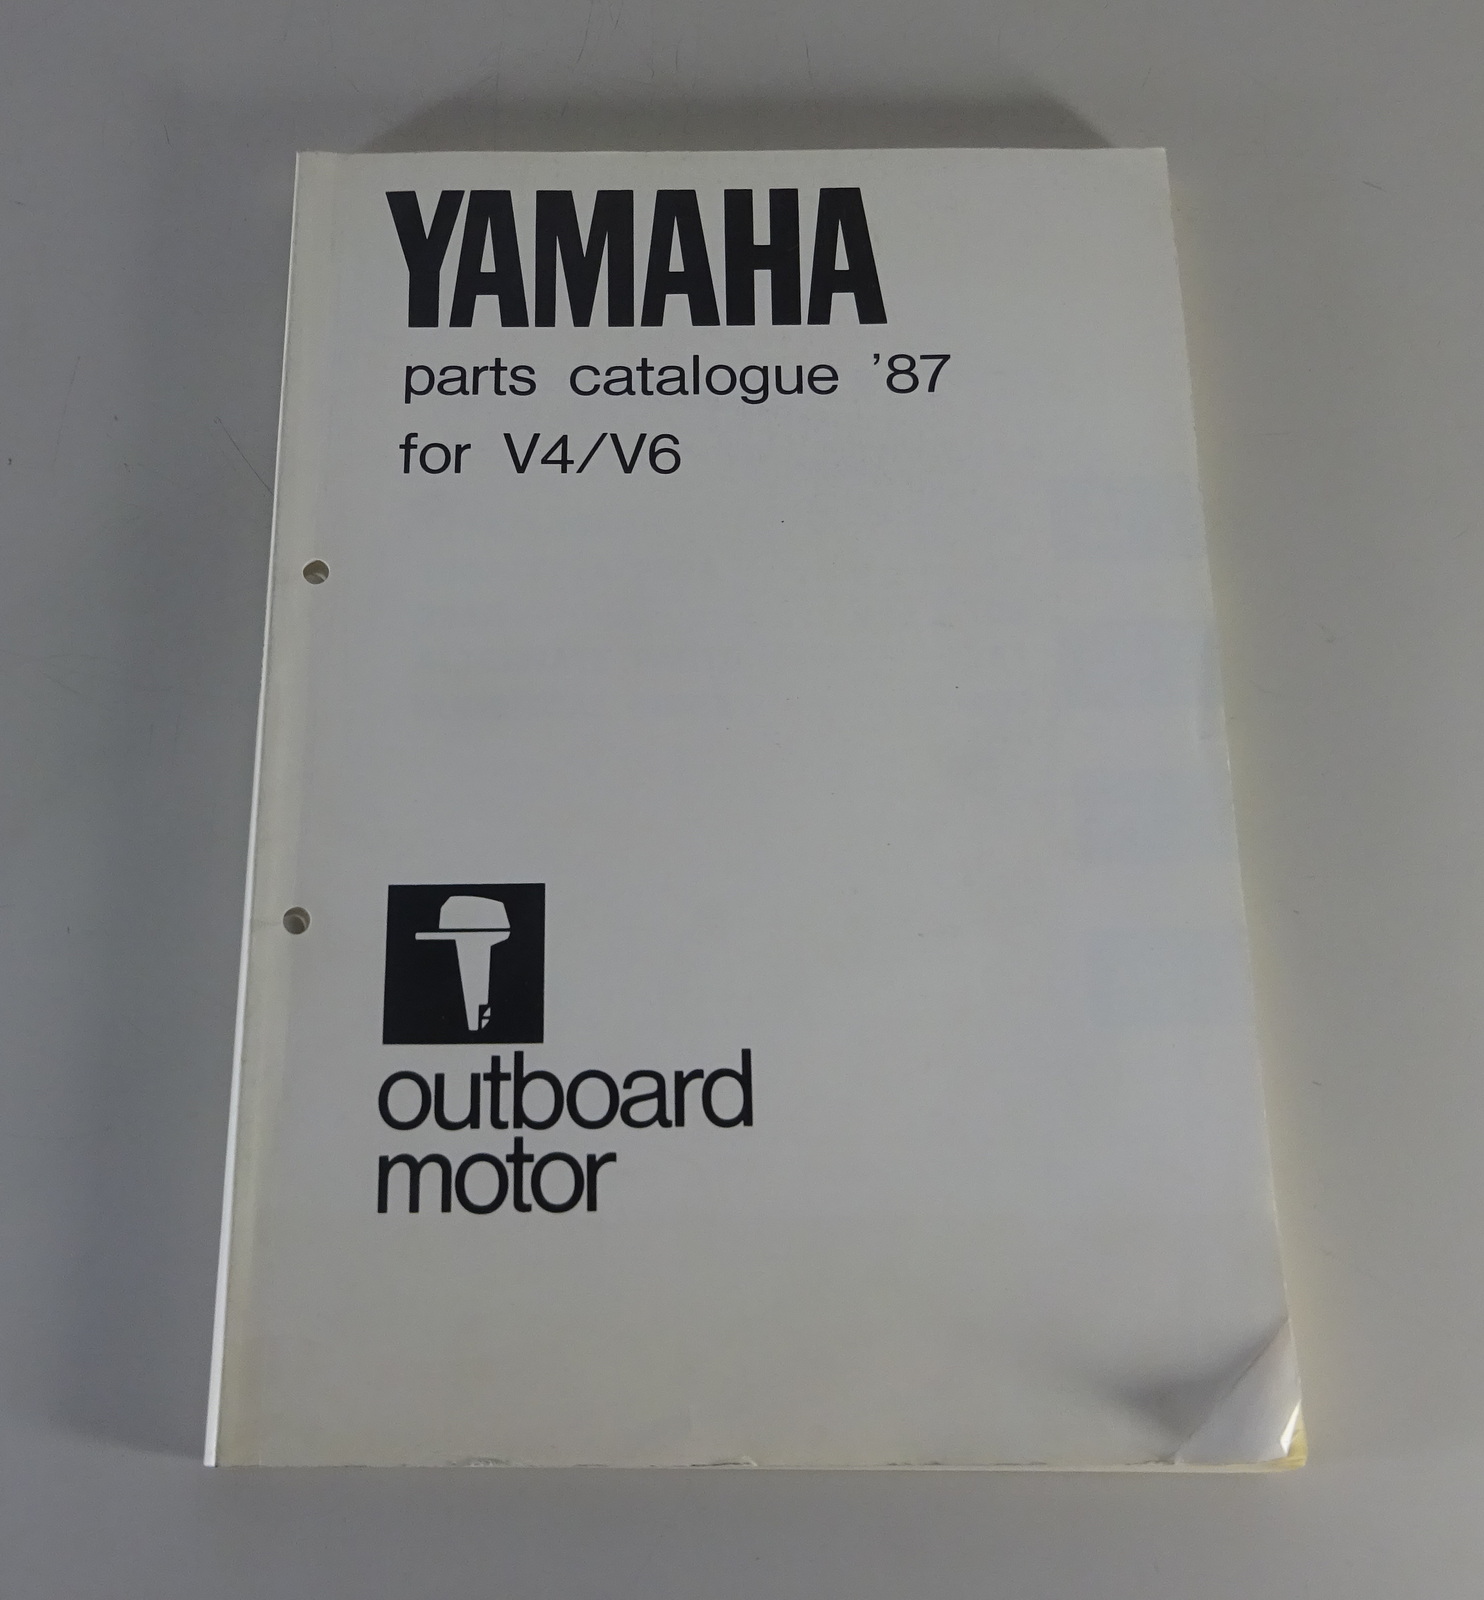 YAMAHA
parts catalogue ’87
for V4/V6
outboard
motor